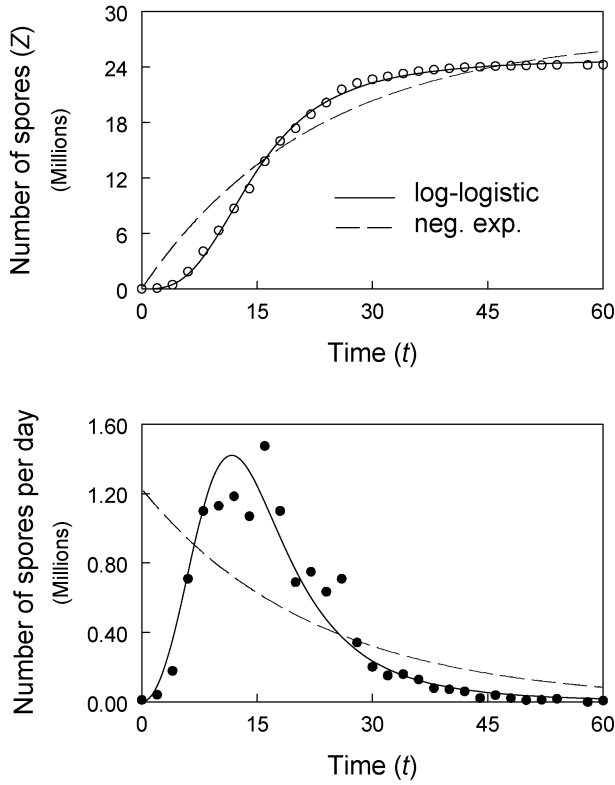 Number of spores (Z)
(Millions)
30
24
18
12
6
0
log-logistic
neg. exp.
0 15 30 45 60
Time (t)
Number of spores per day
(Millions)
1.60
1.20
0.80
0.40
0.00
0 15 30 45 60
Time (t)